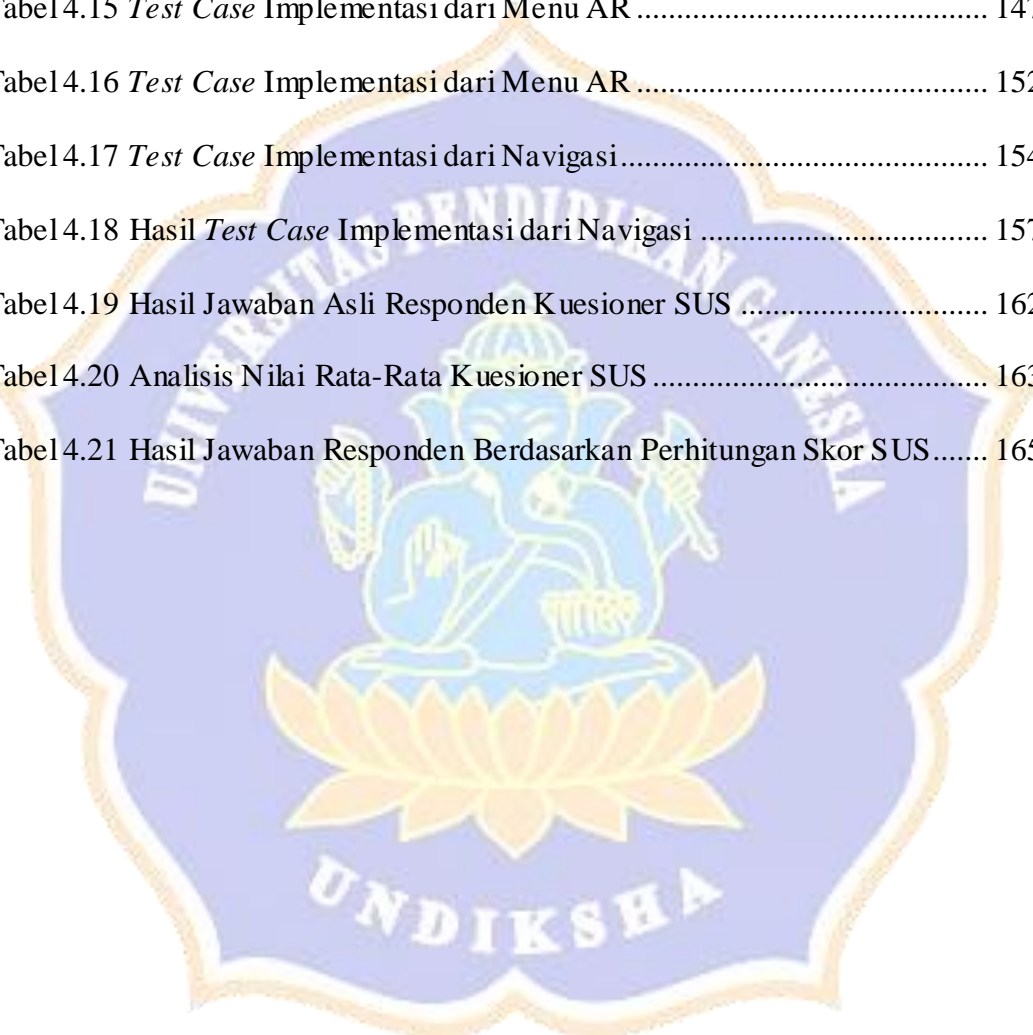 Tabel 4.15 Test Case Implementasi dari Menu AR ............................................ 147
Tabel 4.16 Test Case Implementasi dari Menu AR ............................................ 152
Tabel 4.17 Test Case Implementasi dari Navigasi.............................................. 154
Tabel 4.18 Hasil Test Case Implementasi dari Navigasi .................................... 157
Tabel 4.19 Hasil Jawaban Asli Responden Kuesioner SUS ............................... 162
Tabel 4.20 Analisis Nilai Rata-Rata Kuesioner SUS .......................................... 163
Tabel 4.21 Hasil Jawaban Responden Berdasarkan Perhitungan Skor SUS....... 165
UNIVERSITAS PENDIDIKAN GANESHA
UNDIKSHA